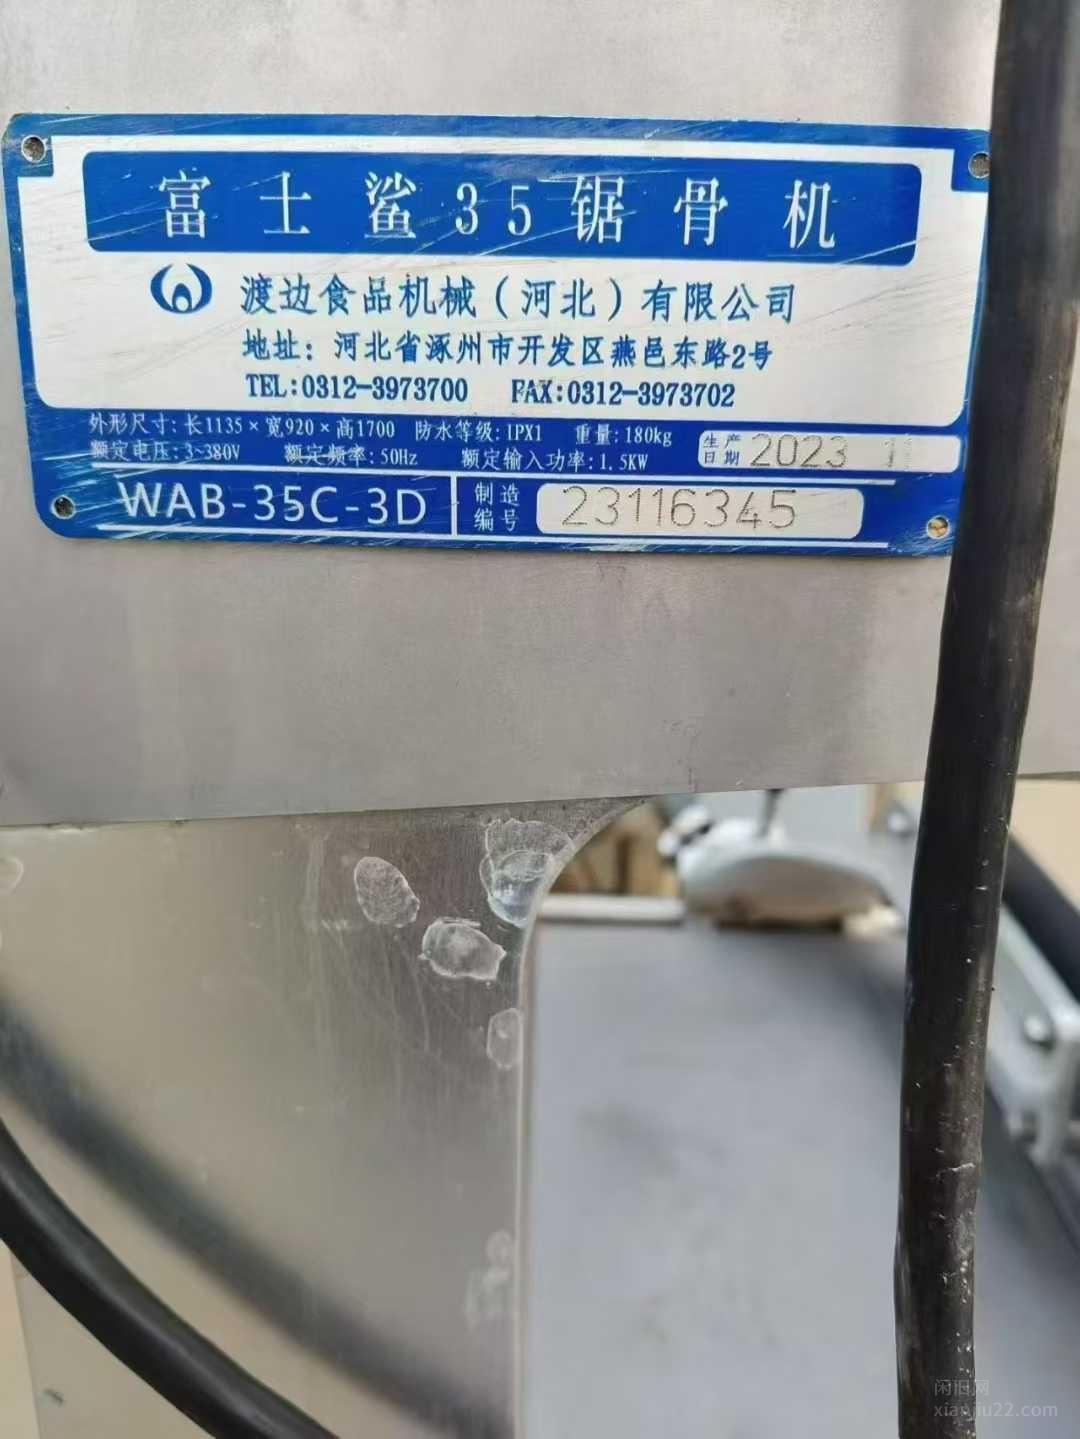 富士鲨35锯骨机
渡边食品机械（河北）有限公司
地址：河北省涿州市开发区燕邑东路2号
TEL:0312-3973700 FAX:0312-3973702
外形尺寸:长1135×宽920×高1700 防水等级:IPX1 重量:180kg
额定电压:3~380V 额定频率:50Hz 额定输入功率:1.5KW
生产日期 2023 11
WAB-35C-3D 制造编号 23116345
闲旧网
xianjiu22.com